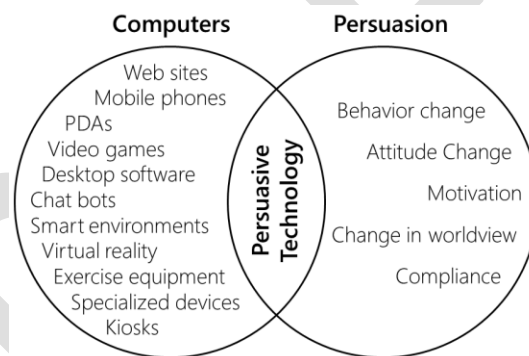 Computers
Persuasion
Web sites
Mobile phones
PDAs
Video games
Desktop software
Chat bots
Smart environments
Virtual reality
Exercise equipment
Specialized devices
Kiosks
Persuasive
Technology
Behavior change
Attitude Change
Motivation
Change in worldview
Compliance